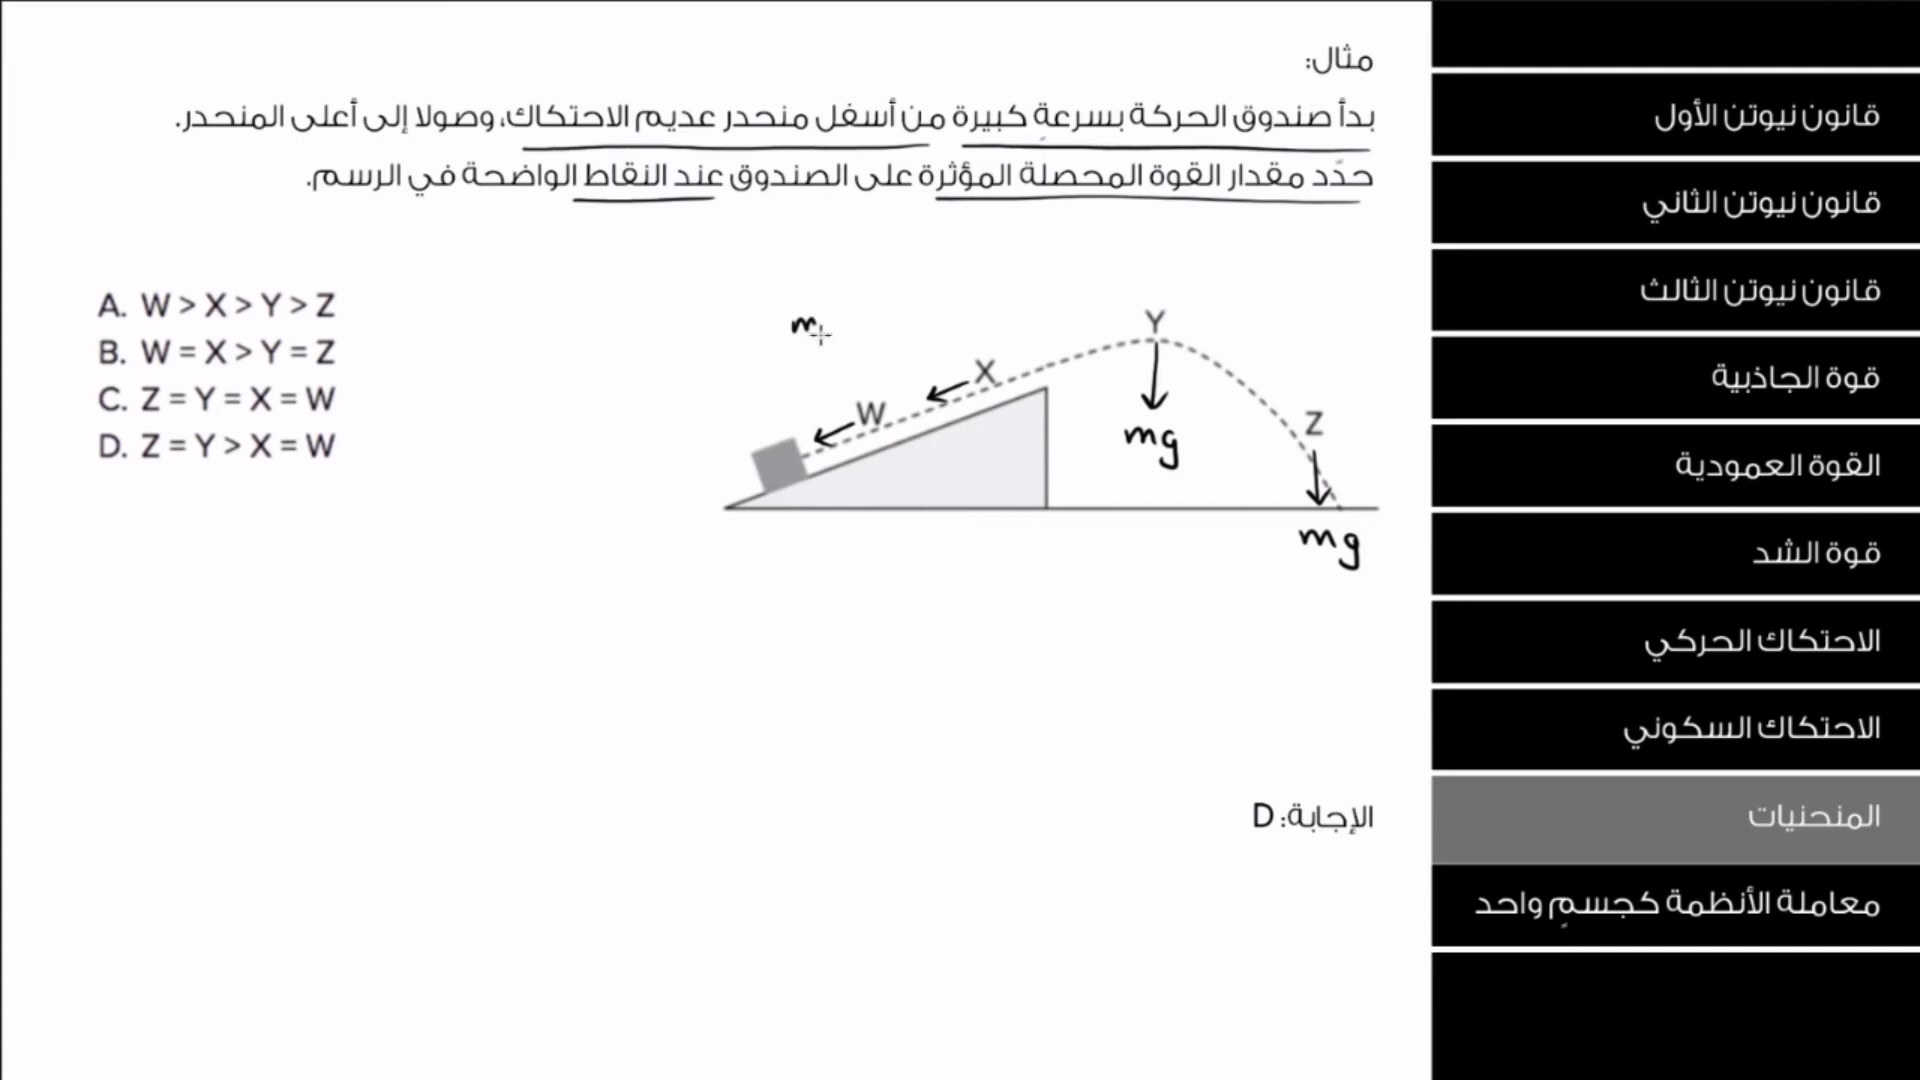 مثال:
بدأ صندوق الحركة بسرعةٍ كبيرة من أسفل منحدر عديم الاحتكاك، وصولا إلى أعلى المنحدر.
حدّد مقدار القوة المحصلة المؤثرة على الصندوق عند النقاط الواضحة في الرسم.
A. W > X > Y > Z
B. W = X > Y = Z
C. Z = Y = X = W
D. Z = Y > X = W
m
Y
X
W
mg
Z
mg
الإجابة: D
قانون نيوتن الأول
قانون نيوتن الثاني
قانون نيوتن الثالث
قوة الجاذبية
القوة العمودية
قوة الشد
الاحتكاك الحركي
الاحتكاك السكوني
المنحنيات
معاملة الأنظمة كجسمٍ واحد